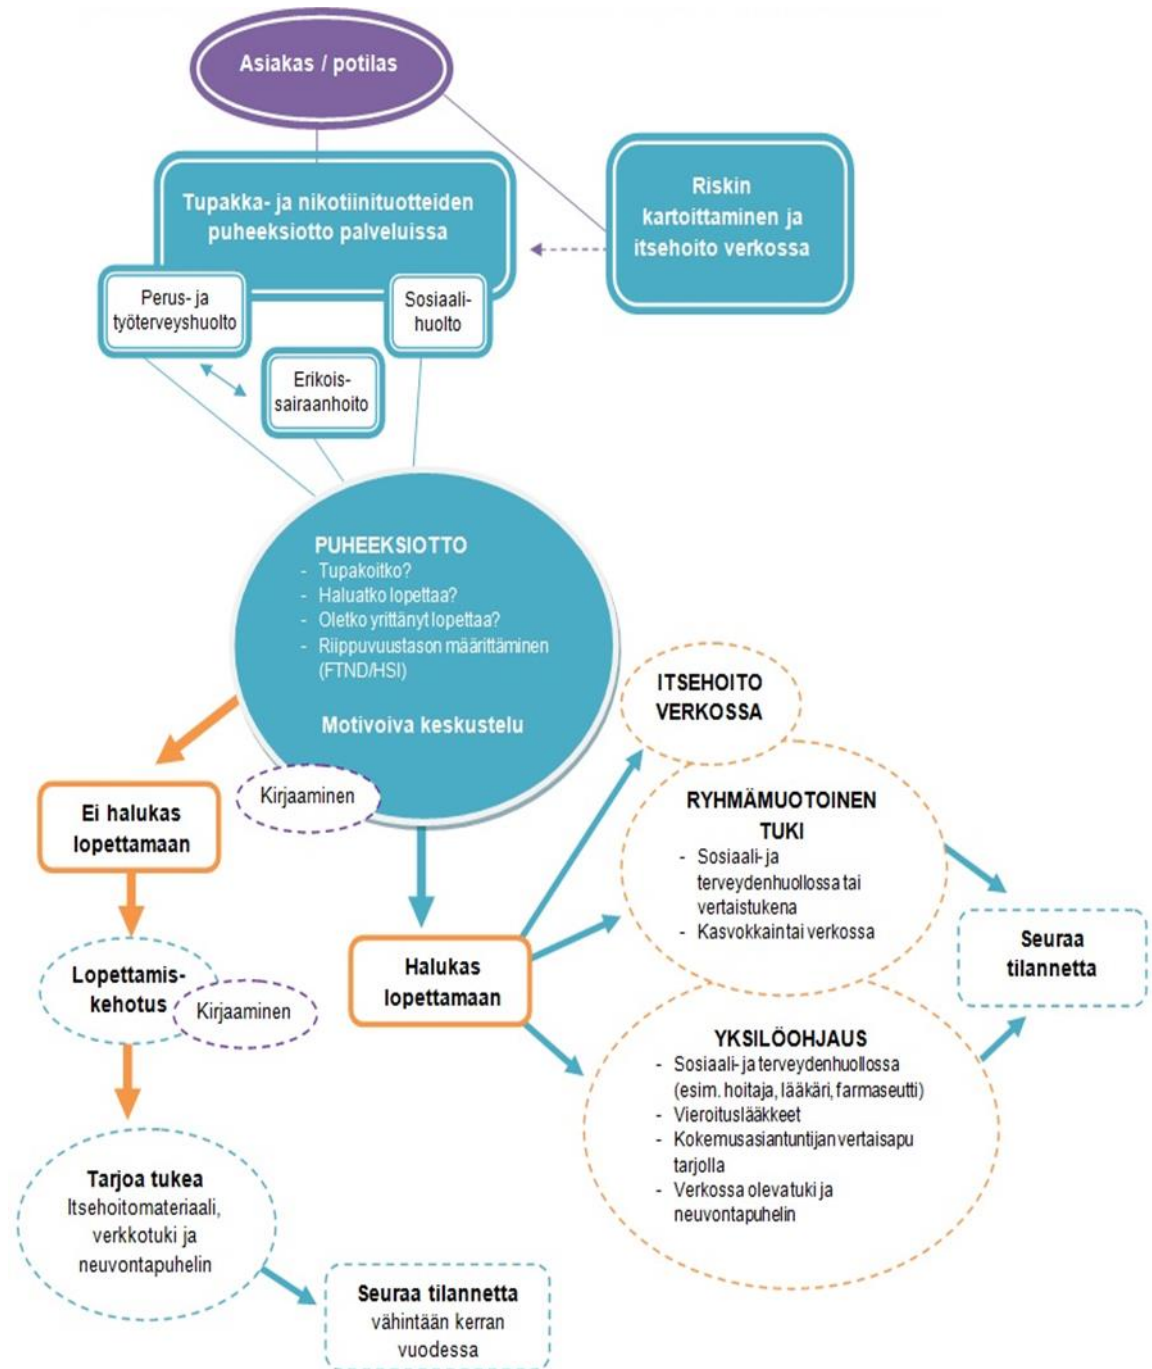 Asiakas / potilas
Tupakka- ja nikotiinituotteiden
puheeksiotto palveluissa
Riskin
kartoittaminen ja
itsehoito verkossa
Perus- ja
työterveyshuolto
Sosiaali-
huolto
Erikois-
sairaanhoito
PUHEEKSIOTTO
- Tupakoitko?
- Haluatko lopettaa?
- Oletko yrittänyt lopettaa?
- Riippuvuustason määrittäminen
(FTND/HSI)
Motivoiva keskustelu
Kirjaaminen
Ei halukas
lopettamaan
Lopettamis-
kehotus
Kirjaaminen
Tarjoa tukea
Itsehoitomateriaali,
verkkotuki ja
neuvontapuhelin
Seuraa tilannetta
vähintään kerran
vuodessa
Halukas
lopettamaan
ITSEHOITO
VERKOSSA
RYHMÄMUOTOINEN
TUKI
- Sosiaali- ja
terveydenhuollossa tai
vertaistukena
- Kasvokkain tai verkossa
YKSILÖOHJAUS
- Sosiaali- ja terveydenhuollossa
(esim. hoitaja, lääkäri, farmaseutti)
- Vieroituslääkkeet
- Kokemusasiantuntijan vertaisapu
tarjolla
- Verkossa oleva tuki ja
neuvontapuhelin
Seuraa
tilannetta